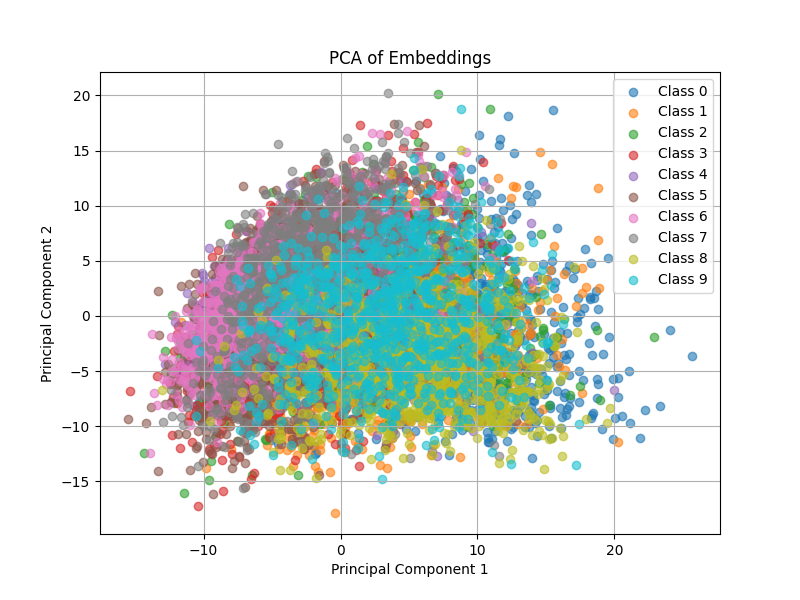 PCA of Embeddings
Class 0
Class 1
Class 2
Class 3
Class 4
Class 5
Class 6
Class 7
Class 8
Class 9
20
15
10
5
0
−5
−10
−15
Principal Component 2
−10 0 10 20
Principal Component 1